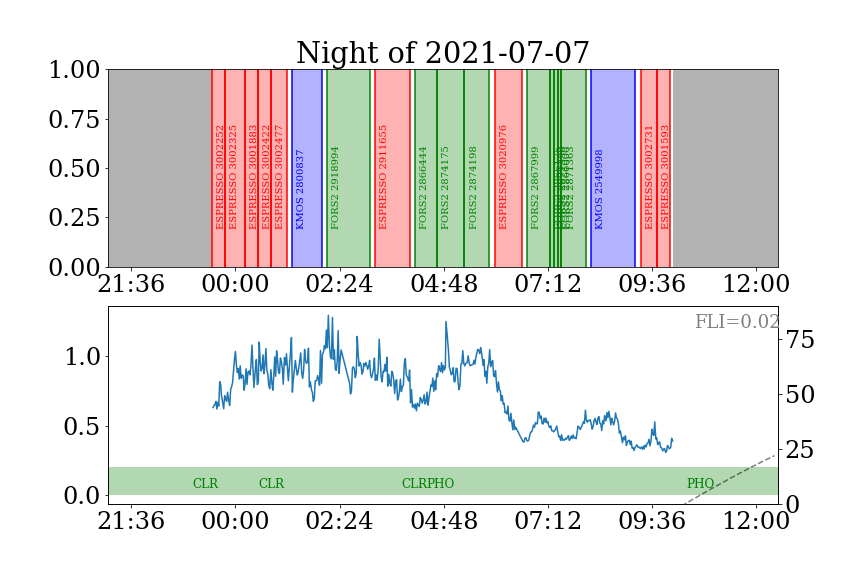 Night of 2021-07-07
1.00
0.75
0.50
0.25
0.00
ESPRESSO 3002252
ESPRESSO 3002325
ESPRESSO 3001883
ESPRESSO 3002422
ESPRESSO 3002477
KMOS 2800837
FORS2 2918994
ESPRESSO 2911655
FORS2 2866444
FORS2 2874175
FORS2 2874198
ESPRESSO 3020976
FORS2 2867999
FORS2 2871363
KMOS 2549998
ESPRESSO 3002731
ESPRESSO 3001593
21:36 00:00 02:24 04:48 07:12 09:36 12:00
FLI=0.02
1.0
0.5
0.0
75
50
25
0
CLR CLR CLR PHO PHO
21:36 00:00 02:24 04:48 07:12 09:36 12:00